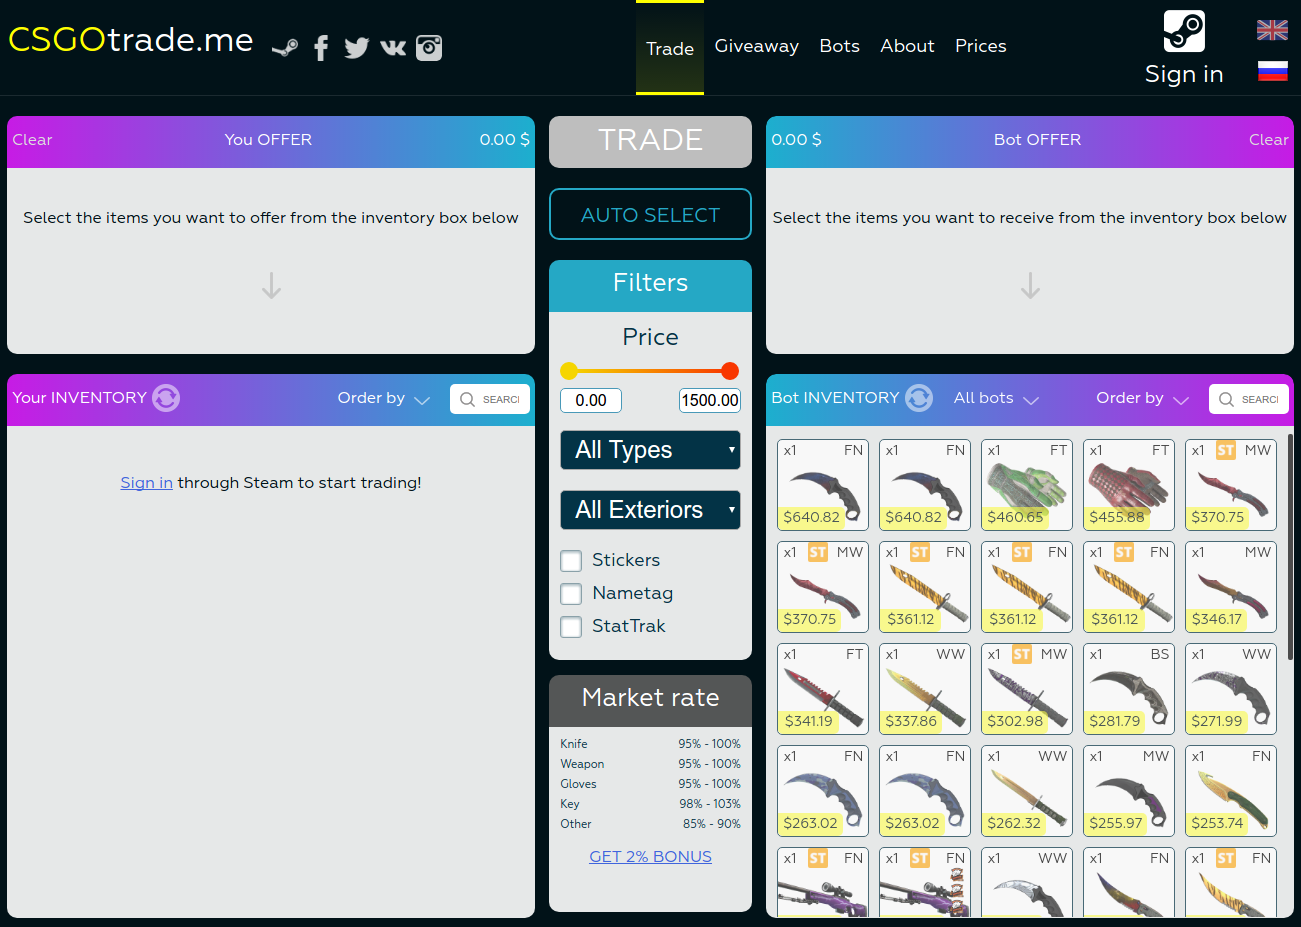 CSGOtrade.me
Trade Giveaway Bots About Prices
Sign in
Clear You OFFER 0.00 $
Select the items you want to offer from the inventory box below
TRADE
AUTO SELECT
0.00 $ Bot OFFER Clear
Select the items you want to receive from the inventory box below
Filters
Price
0.00 1500.00
All Types
All Exteriors
Stickers
Nametag
StatTrak
Market rate
Knife 95% - 100%
Weapon 95% - 100%
Gloves 95% - 100%
Key 98% - 103%
Other 85% - 90%
GET 2% BONUS
Your INVENTORY Order by
Sign in through Steam to start trading!
Bot INVENTORY All bots Order by
x1 FN x1 FN x1 FT x1 FT x1 ST MW
$640.82 $640.82 $460.65 $455.88 $370.75
x1 ST MW x1 ST FN x1 ST FN x1 ST FN x1 MW
$370.75 $361.12 $361.12 $361.12 $346.17
x1 FT x1 WW x1 ST MW x1 BS x1 WW
$341.19 $337.86 $302.98 $281.79 $271.99
x1 FN x1 FN x1 WW x1 MW x1 FN
$263.02 $263.02 $262.32 $255.97 $253.74
x1 ST FN x1 ST FN x1 WW x1 FN x1 ST FN